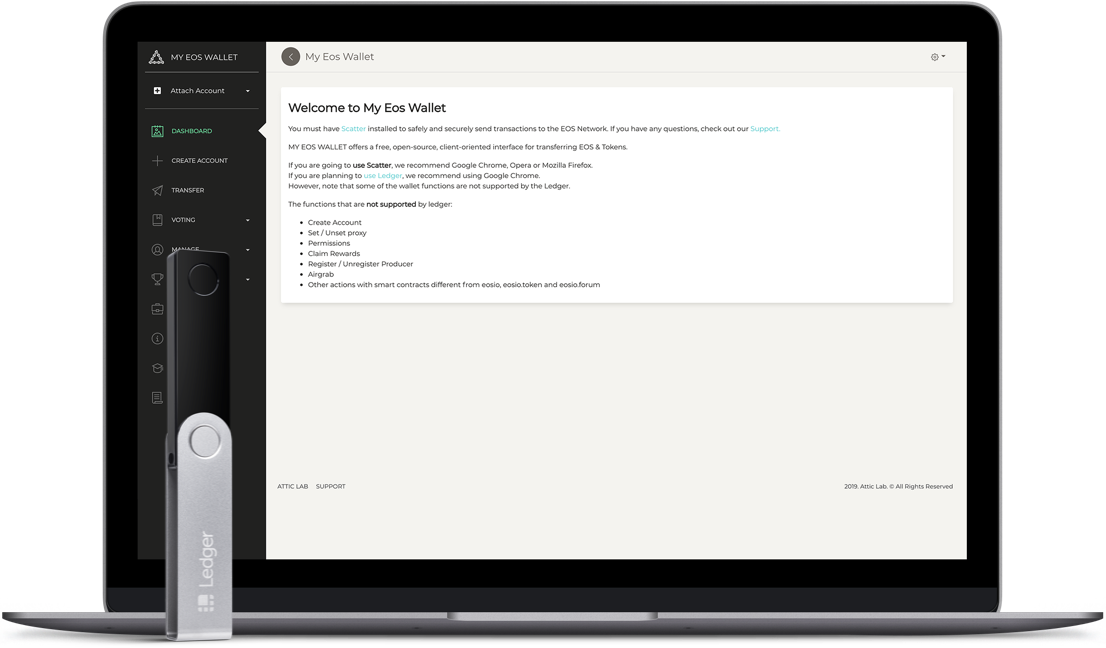 MY EOS WALLET
Attach Account
DASHBOARD
CREATE ACCOUNT
TRANSFER
VOTING
MANAGE
My Eos Wallet
Welcome to My Eos Wallet
You must have Scatter installed to safely and securely send transactions to the EOS Network. If you have any questions, check out our Support.
MY EOS WALLET offers a free, open-source, client-oriented interface for transferring EOS & Tokens.
If you are going to use Scatter, we recommend Google Chrome, Opera or Mozilla Firefox.
If you are planning to use Ledger, we recommend using Google Chrome.
However, note that some of the wallet functions are not supported by the Ledger.
The functions that are not supported by ledger:
Create Account
Set / Unset proxy
Permissions
Claim Rewards
Register / Unregister Producer
Airgrab
Other actions with smart contracts different from eosio, eosio.token and eosio.forum
ATTIC LAB SUPPORT
2019. Attic Lab. © All Rights Reserved
Ledger